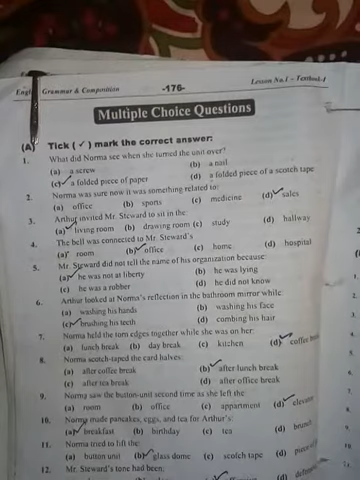 Engl Grammar & Composition -176- Lesson No.1 - Textbook-I
Multiple Choice Questions
(A) Tick ( ✓ ) mark the correct answer:
1. What did Norma see when she turned the unit over?
(a) a screw (b) a nail
(c) a folded piece of paper (d) a folded piece of scotch tape
2. Norma was sure now it was something related to:
(a) office (b) sports (c) medicine (d) sales
3. Arthur invited Mr. Steward to sit in the:
(a) living room (b) drawing room (c) study (d) hallway
4. The bell was connected to Mr. Steward's
(a) room (b) office (c) home (d) hospital
5. Mr. Steward did not tell the name of his organization because:
(a) he was not at liberty (b) he was lying
(c) he was a robber (d) he did not know
6. Arthur looked at Norma's reflection in the bathroom mirror while:
(a) washing his hands (b) washing his face
(c) brushing his teeth (d) combing his hair
7. Norma held the torn edges together while she was on her:
(a) lunch break (b) day break (c) kitchen (d) coffee
8. Norma scotch-taped the card halves:
(a) after coffee break (b) after lunch break
(c) after tea break (d) after office break
9. Norma saw the button-unit second time as she left the
(a) room (b) office (c) appartment (d)
10. Norma made pancakes, eggs, and tea for Arthur's:
(a) breakfast (b) birthday (c) tea (d) brunch
11. Norma tried to lift the:
(a) button unit (b) glass dome (c) scotch tape (d)
12. Mr. Steward's tone had been: